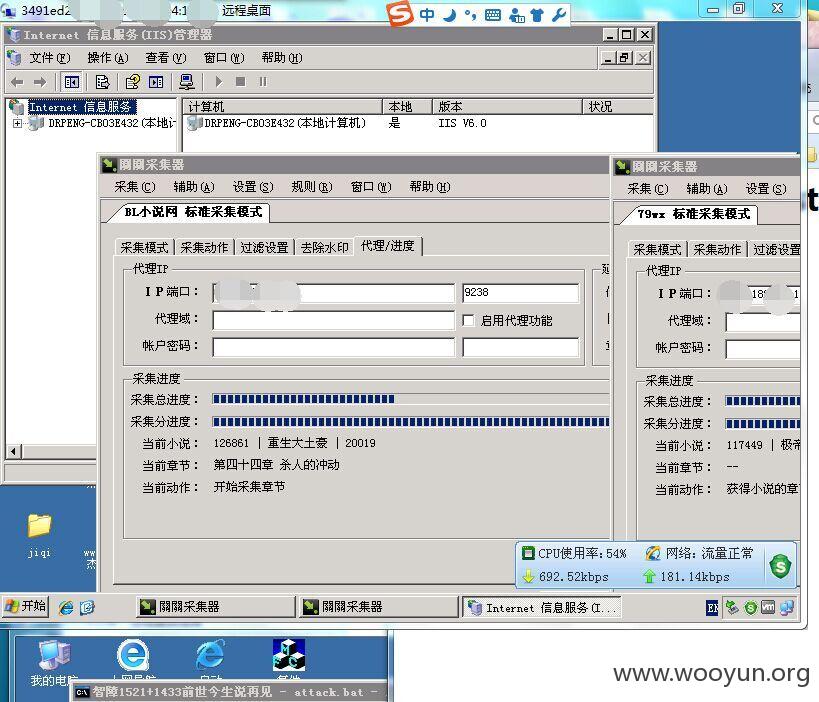 3491ed2
4:1
远程桌面
中
Internet 信息服务(IIS)管理器
文件(F) 操作(A) 查看(V) 窗口(W) 帮助(H)
Internet 信息服务
计算机 本地 版本 状况
DRPENG-CB03E432(本地计
DRPENG-CB03E432(本地计算机) 是 IIS V6.0
關關采集器
采集(C) 辅助(A) 设置(S) 规则(R) 窗口(W) 帮助(H)
BL小说网 标准采集模式
采集模式 采集动作 过滤设置 去除水印 代理/进度
代理IP
IP端口： 9238
代理域： 启用代理功能
帐户密码：
采集进度
采集总进度：
采集分进度：
当前小说： 126861 | 重生大土豪 | 20019
当前章节： 第四十四章 杀人的冲动
当前动作： 开始采集章节
延
關關采集器
采集(C) 辅助(A) 设置(S)
79wx 标准采集模式
采集模式 采集动作 过滤设置
代理IP
IP端口： 189
代理域：
帐户密码：
采集进度
采集总进度：
采集分进度：
当前小说： 117449 | 极帝
当前章节： --
当前动作： 获得小说的章
t
jiqi
CPU使用率: 54% 网络: 流量正常
692.52kbps 181.14kbps
开始
關關采集器
關關采集器
Internet 信息服务(I...
EN
我的电脑
智障1521+1433前世今生说再见 - attack.bat -
www.wooyun.org